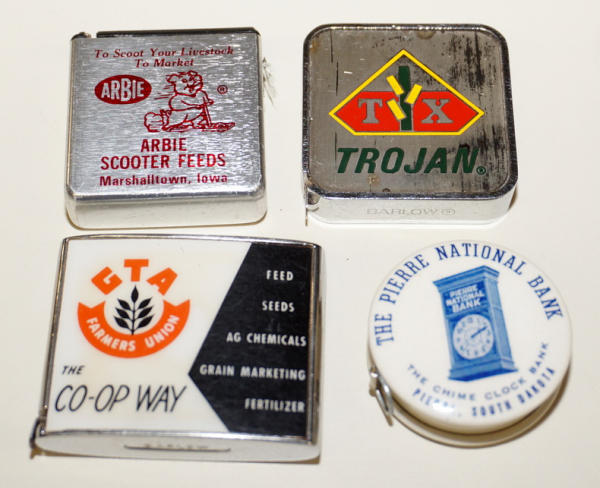 To Scoot Your Livestock
To Market
ARBIE
®
ARBIE
SCOOTER FEEDS
Marshalltown, Iowa
T X
TROJAN®
BARLOW®
GTA
FARMERS UNION
THE
CO-OP WAY
FEED
SEEDS
AG CHEMICALS
GRAIN MARKETING
FERTILIZER
BARLOW
THE PIERRE NATIONAL BANK
PIERRE
NATIONAL
BANK
THE CHIME CLOCK BANK
PIERRE, SOUTH DAKOTA